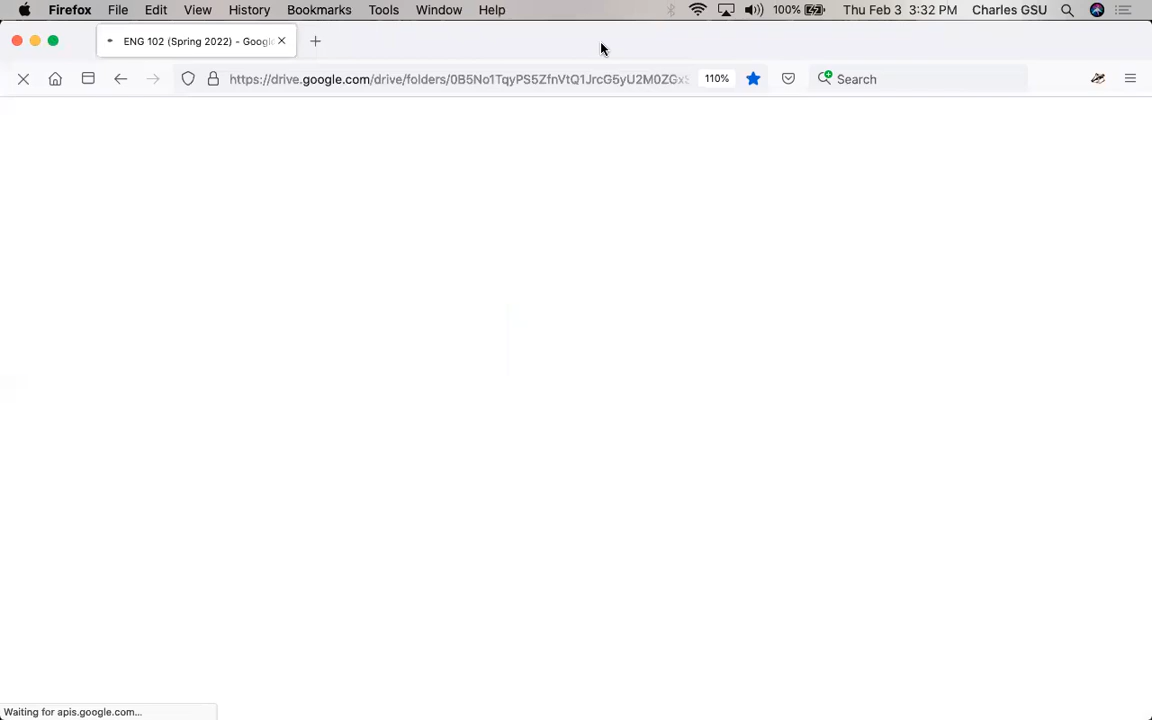 Firefox File Edit View History Bookmarks Tools Window Help 100% Thu Feb 3 3:32 PM Charles GSU
ENG 102 (Spring 2022) - Googl
https://drive.google.com/drive/folders/0B5No1TqyPS5ZfnVtQ1JrcG5yU2M0ZGx 110% Search
Waiting for apis.google.com...